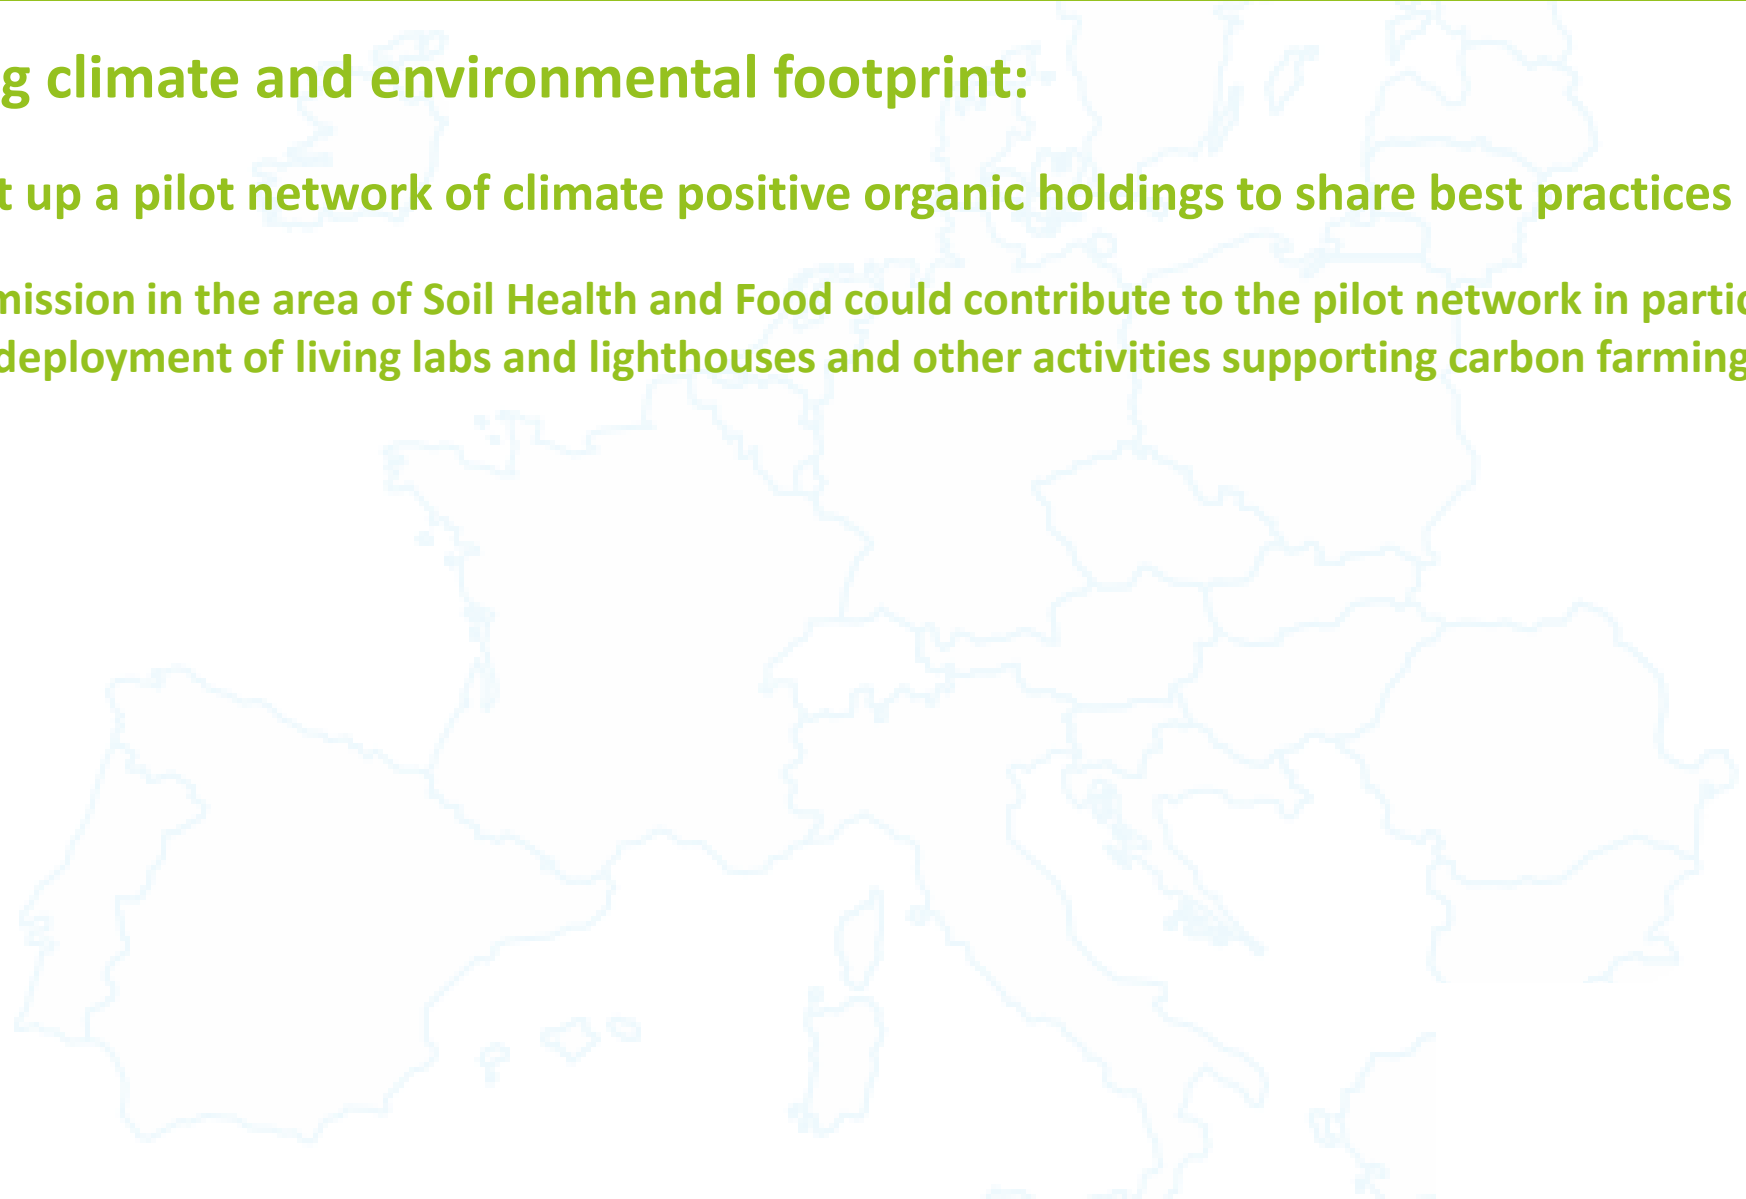 g climate and environmental footprint:
t up a pilot network of climate positive organic holdings to share best practices
mission in the area of Soil Health and Food could contribute to the pilot network in partic
deployment of living labs and lighthouses and other activities supporting carbon farming